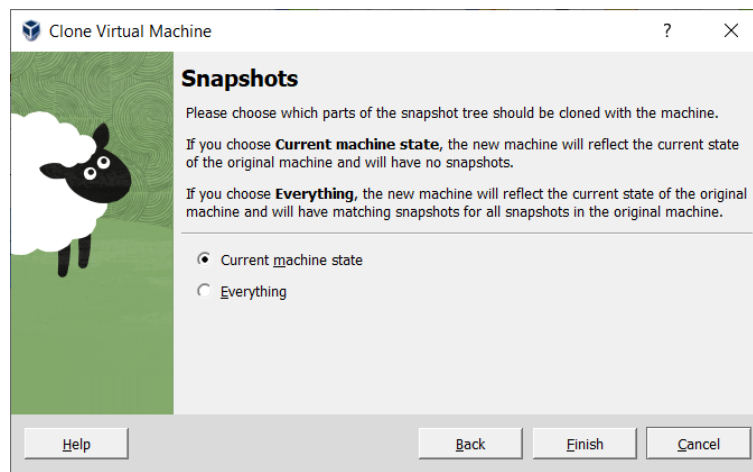 Clone Virtual Machine
?
Snapshots
Please choose which parts of the snapshot tree should be cloned with the machine.
If you choose Current machine state, the new machine will reflect the current state
of the original machine and will have no snapshots.
If you choose Everything, the new machine will reflect the current state of the original
machine and will have matching snapshots for all snapshots in the original machine.
Current machine state
Everything
Help
Back
Finish
Cancel